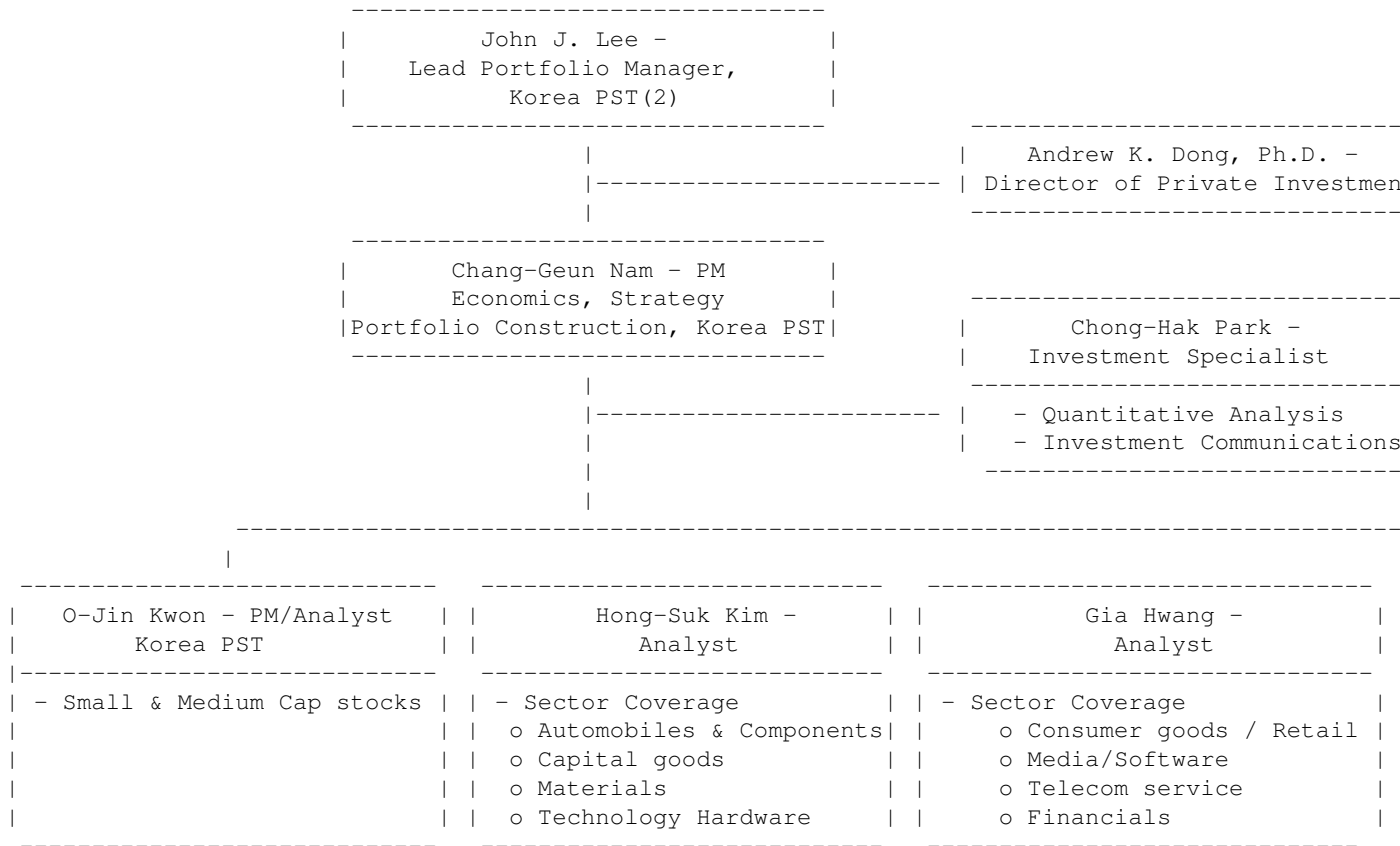 John J. Lee -
Lead Portfolio Manager,
Korea PST(2)
Andrew K. Dong, Ph.D. -
Director of Private Investmen
Chang-Geun Nam - PM
Economics, Strategy
Portfolio Construction, Korea PST
Chong-Hak Park -
Investment Specialist
- Quantitative Analysis
- Investment Communications
O-Jin Kwon - PM/Analyst
Korea PST
- Small & Medium Cap stocks
Hong-Suk Kim -
Analyst
- Sector Coverage
o Automobiles & Components
o Capital goods
o Materials
o Technology Hardware
Gia Hwang -
Analyst
- Sector Coverage
o Consumer goods / Retail
o Media/Software
o Telecom service
o Financials